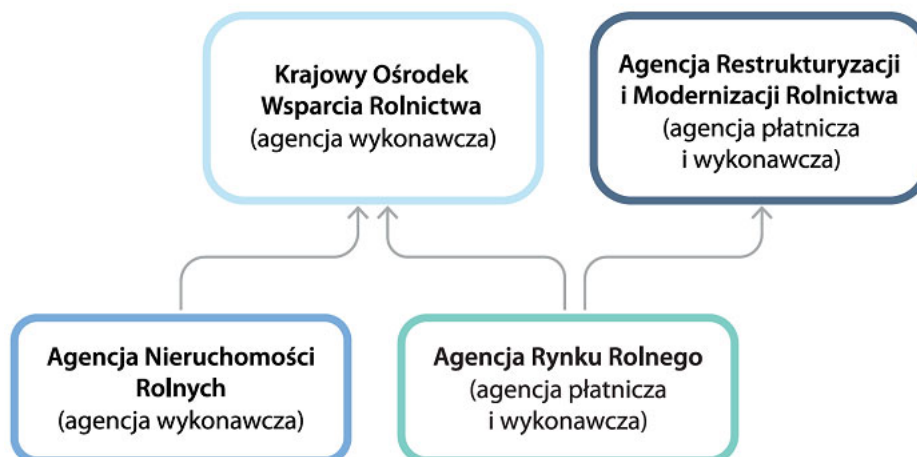 Krajowy Ośrodek
Wsparcia Rolnictwa
(agencja wykonawcza)
Agencja Restrukturyzacji
i Modernizacji Rolnictwa
(agencja płatnicza
i wykonawcza)
Agencja Nieruchomości
Rolnych
(agencja wykonawcza)
Agencja Rynku Rolnego
(agencja płatnicza
i wykonawcza)